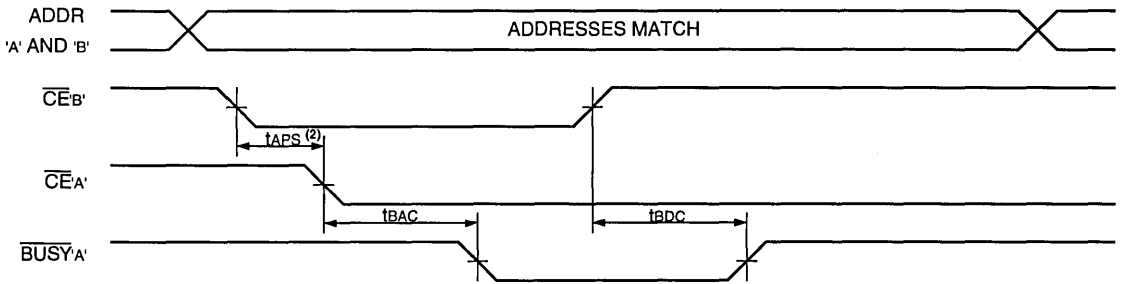 ADDR
'A' AND 'B'
ADDRESSES MATCH
CE'B'
tAPS (2)
CE'A'
tBAC
tBDC
BUSY'A'